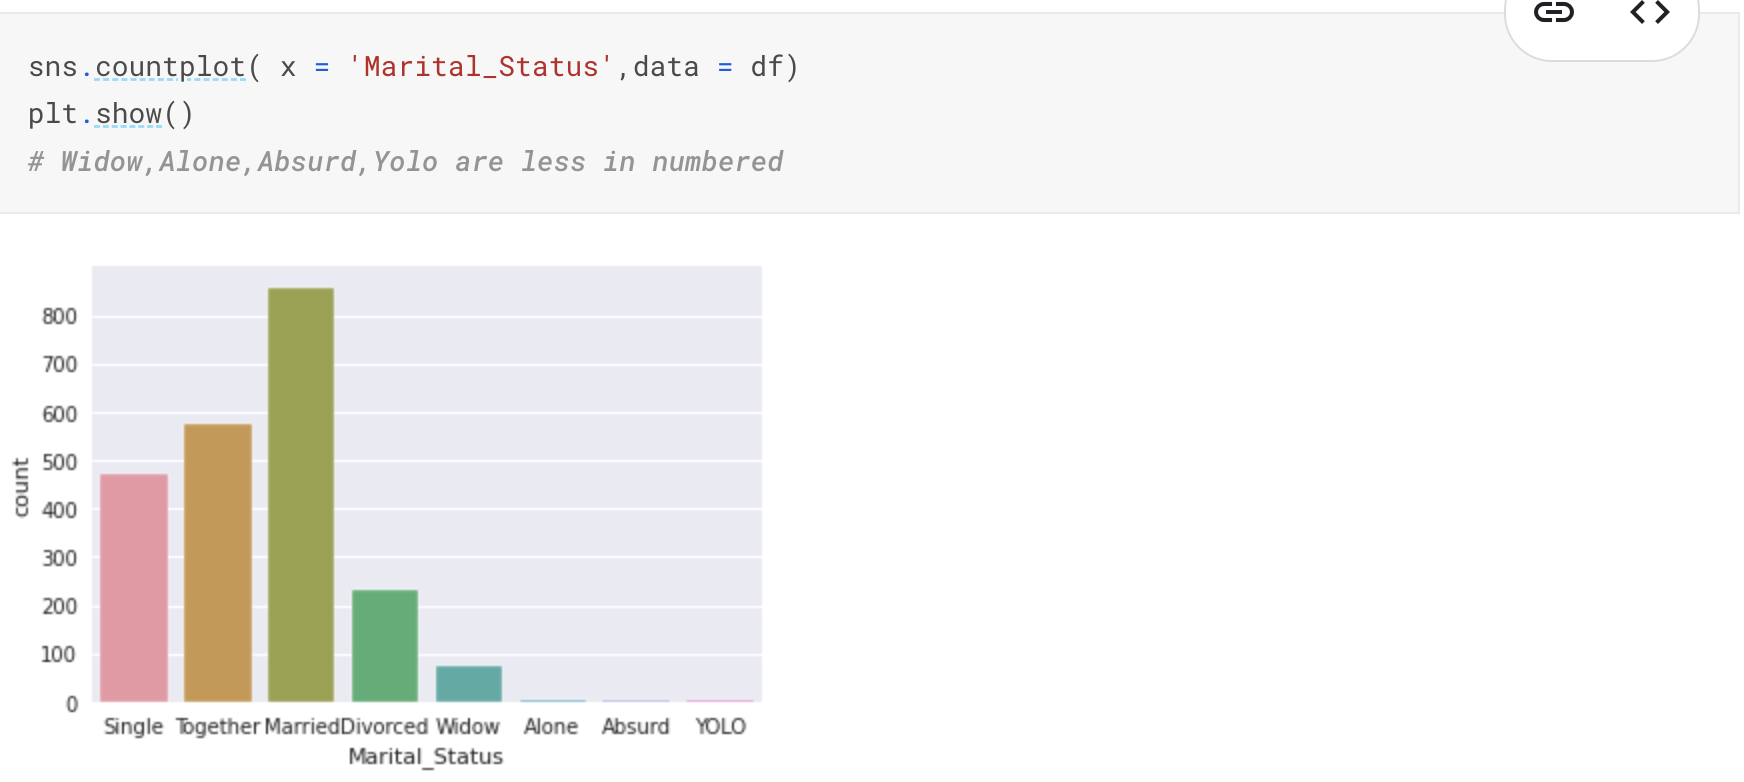 sns.countplot( x = 'Marital_Status',data = df)
plt.show()
# Widow,Alone,Absurd,Yolo are less in numbered
800
700
600
500
400
300
200
100
0
count
Single Together Married Divorced Widow Alone Absurd YOLO
Marital_Status